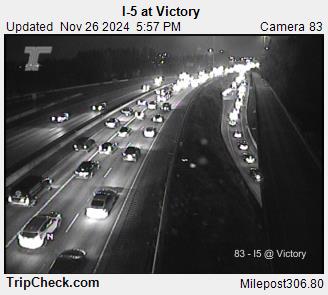 I-5 at Victory
Updated Nov 26 2024 5:57 PM Camera 83
T
N
83 - I5 @ Victory
TripCheck.com Milepost306.80